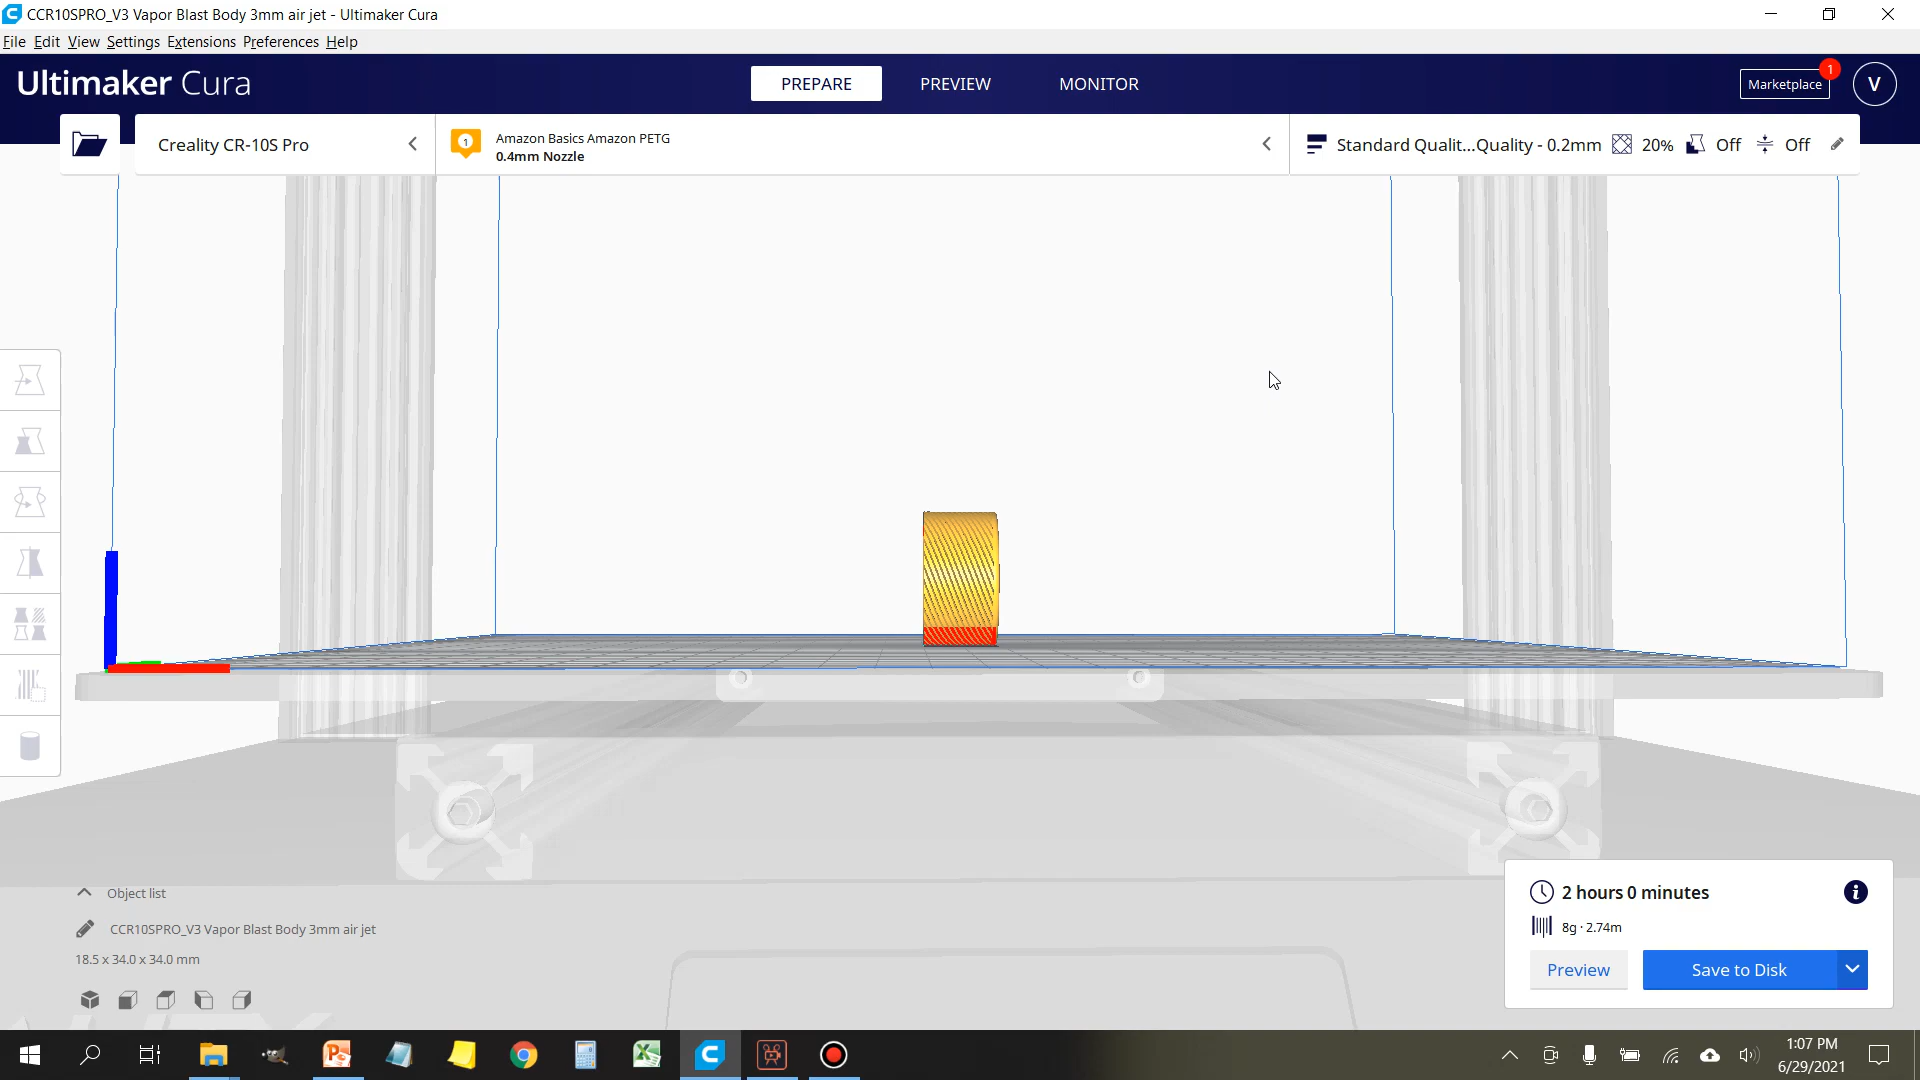 CCR10SPRO_V3 Vapor Blast Body 3mm air jet - Ultimaker Cura
File Edit View Settings Extensions Preferences Help
Ultimaker Cura
PREPARE
PREVIEW
MONITOR
Marketplace
1
V
Creality CR-10S Pro
1
Amazon Basics Amazon PETG
0.4mm Nozzle
Standard Qualit...Quality - 0.2mm
20%
Off
Off
Object list
CCR10SPRO_V3 Vapor Blast Body 3mm air jet
18.5 x 34.0 x 34.0 mm
2 hours 0 minutes
8g · 2.74m
Preview
Save to Disk
1:07 PM
6/29/2021